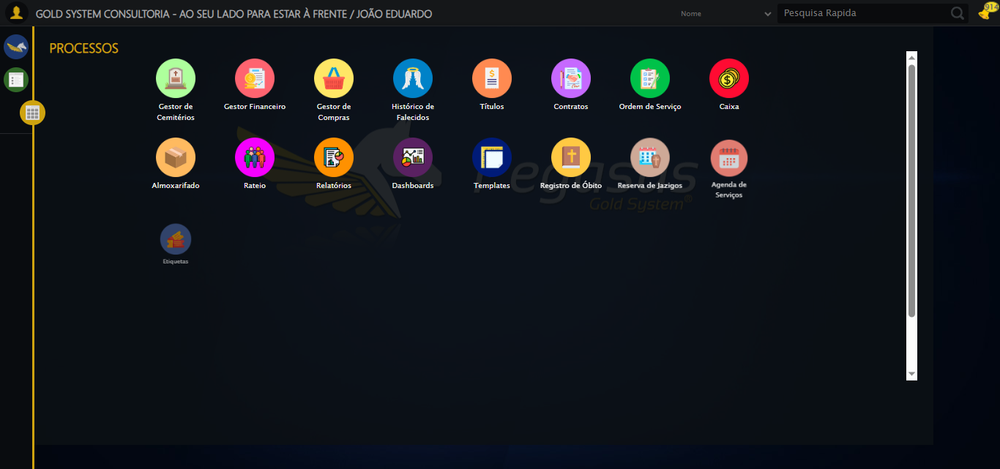 GOLD SYSTEM CONSULTORIA - AO SEU LADO PARA ESTAR À FRENTE / JOÃO EDUARDO
Nome
Pesquisa Rapida
914
PROCESSOS
Gestor de
Cemitérios
Gestor Financeiro
Gestor de
Compras
Histórico de
Falecidos
Títulos
Contratos
Ordem de Serviço
Caixa
Almoxarifado
Rateio
Relatórios
Dashboards
Templates
Registro de Óbito
Reserva de Jazigos
Agenda de
Serviços
Pegasus
Gold System®
Etiquetas